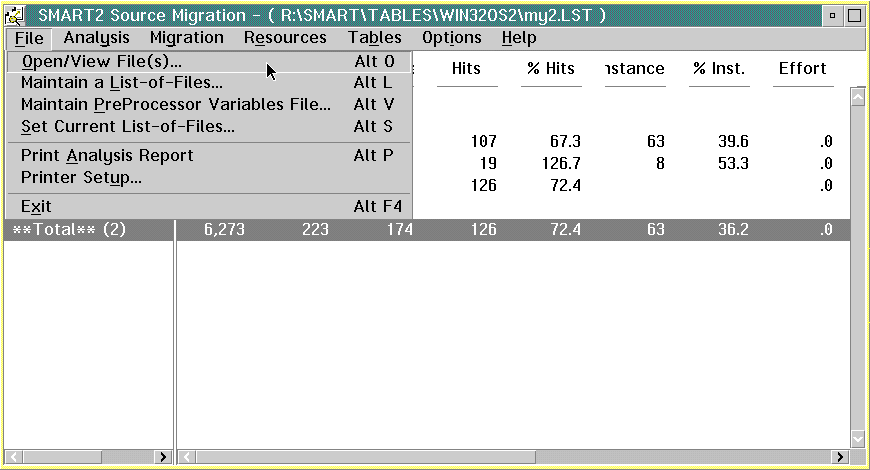 SMART2 Source Migration - ( R:\SMART\TABLES\WIN32OS2\my2.LST )
File Analysis Migration Resources Tables Options Help
Open/View File(s)... Alt O
Hits % Hits nstance % Inst. Effort
Maintain a List-of-Files... Alt L
Maintain PreProcessor Variables File... Alt V
Set Current List-of-Files... Alt S
107 67.3 63 39.6 .0
Print Analysis Report Alt P
19 126.7 8 53.3 .0
Printer Setup...
126 72.4 .0
Exit Alt F4
**Total** (2) 6,273 223 174 126 72.4 63 36.2 .0